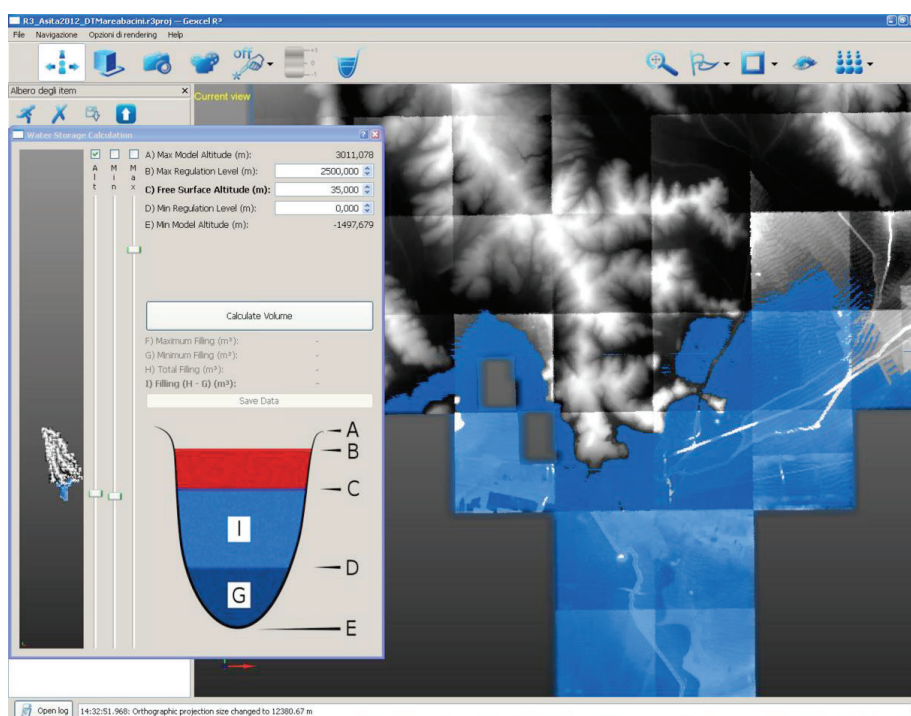 R3_Asita2012_DTMareabacini.r3proj — Gexcel R³
File Navigazione Opzioni di rendering Help
off
+1
0
-1
Albero degli item
Current view
Water Storage Calculation
Alt
Min
Max
A) Max Model Altitude (m): 3011,078
B) Max Regulation Level (m): 2500,000
C) Free Surface Altitude (m): 35,000
D) Min Regulation Level (m): 0,000
E) Min Model Altitude (m): -1497,679
Calculate Volume
F) Maximum Filling (m³): -
G) Minimum Filling (m³): -
H) Total Filling (m³): -
I) Filling (H - G) (m³): -
Save Data
A
B
C
I
D
G
E
Open log 14:32:51.968: Orthographic projection size changed to 12380.67 m